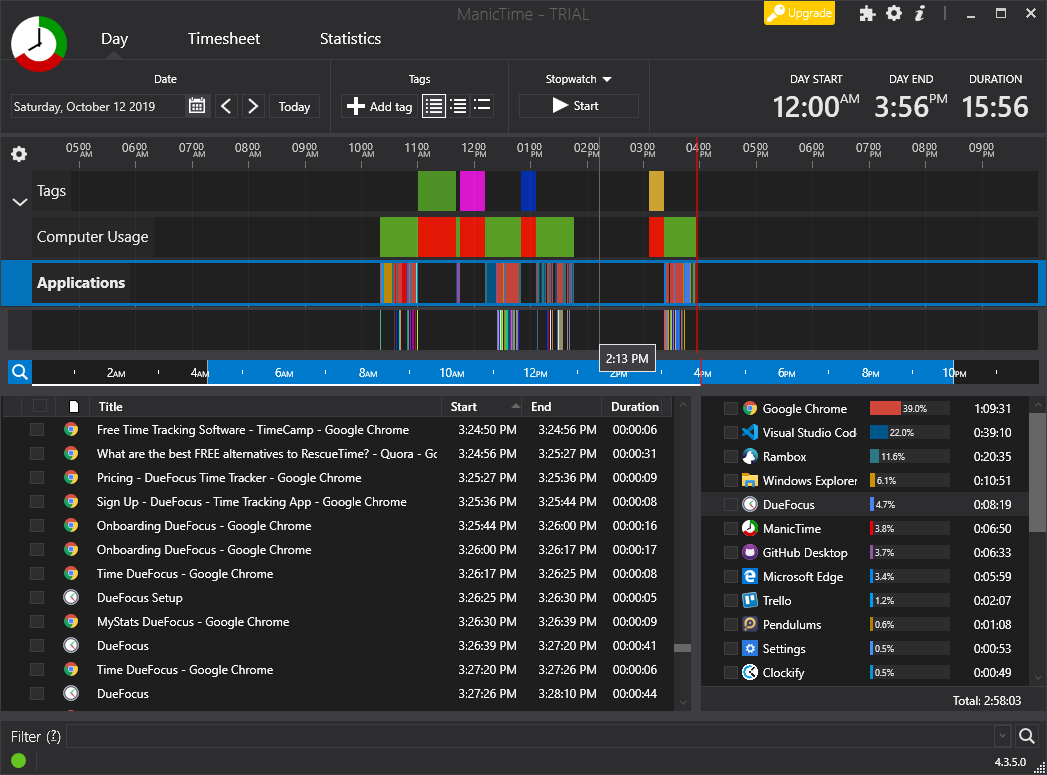 ManicTime - TRIAL
Upgrade
Day Timesheet Statistics
Date Tags Stopwatch DAY START DAY END DURATION
Saturday, October 12 2019 Today Add tag Start 12:00 AM 3:56 PM 15:56
05:00 AM 06:00 AM 07:00 AM 08:00 AM 09:00 AM 10:00 AM 11:00 AM 12:00 PM 01:00 PM 02:00 PM 03:00 PM 04:00 PM 05:00 PM 06:00 PM 07:00 PM 08:00 PM 09:00 PM
Tags
Computer Usage
Applications
2:13 PM
2AM 4AM 6AM 8AM 10AM 12PM 2PM 4PM 6PM 8PM 10PM
Title Start End Duration
Free Time Tracking Software - TimeCamp - Google Chrome 3:24:50 PM 3:24:56 PM 00:00:06
What are the best FREE alternatives to RescueTime? - Quora - Gc 3:24:56 PM 3:25:27 PM 00:00:31
Pricing - DueFocus Time Tracker - Google Chrome 3:25:27 PM 3:25:36 PM 00:00:09
Sign Up - DueFocus - Time Tracking App - Google Chrome 3:25:36 PM 3:25:44 PM 00:00:08
Onboarding DueFocus - Google Chrome 3:25:44 PM 3:26:00 PM 00:00:16
Onboarding DueFocus - Google Chrome 3:26:00 PM 3:26:17 PM 00:00:17
Time DueFocus - Google Chrome 3:26:17 PM 3:26:25 PM 00:00:08
DueFocus Setup 3:26:25 PM 3:26:30 PM 00:00:05
MyStats DueFocus - Google Chrome 3:26:30 PM 3:26:39 PM 00:00:09
DueFocus 3:26:39 PM 3:27:20 PM 00:00:41
Time DueFocus - Google Chrome 3:27:20 PM 3:27:26 PM 00:00:06
DueFocus 3:27:26 PM 3:28:10 PM 00:00:44
Google Chrome 39.0% 1:09:31
Visual Studio Cod 22.0% 0:39:10
Rambox 11.6% 0:20:35
Windows Explorer 6.1% 0:10:51
DueFocus 4.7% 0:08:19
ManicTime 3.8% 0:06:50
GitHub Desktop 3.7% 0:06:33
Microsoft Edge 3.4% 0:05:59
Trello 1.2% 0:02:07
Pendulums 0.6% 0:01:08
Settings 0.5% 0:00:53
Clockify 0.5% 0:00:49
Total: 2:58:03
Filter (?)
4.3.5.0